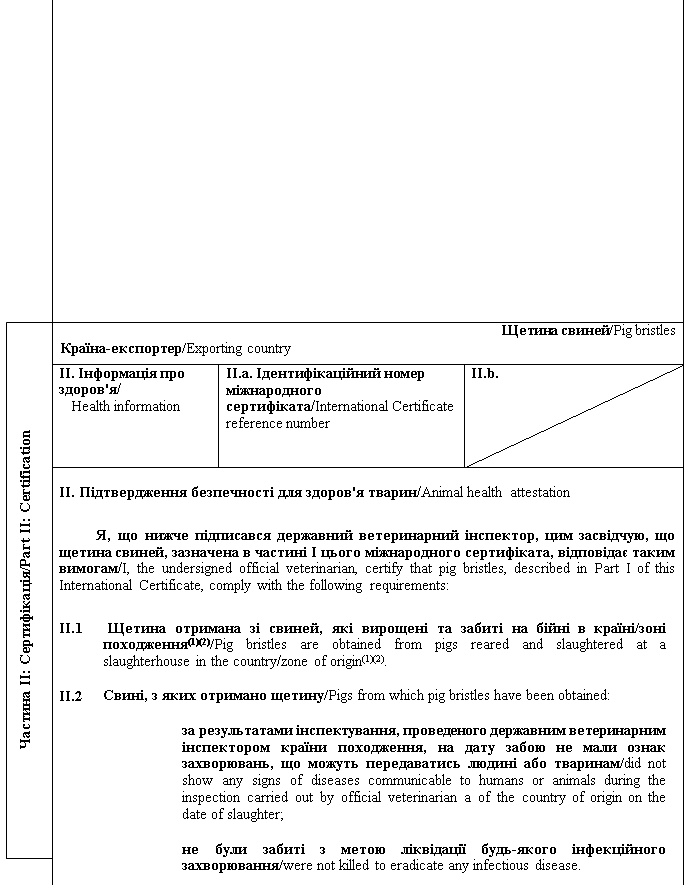 Щетина свиней/Pig bristles
Країна-експортер/Exporting country
II. Інформація про
здоров'я/
Health information
II.a. Ідентифікаційний номер
міжнародного
сертифіката/International Certificate
reference number
II.b.
Частина II: Сертифікація/Part II: Certification
II. Підтвердження безпечності для здоров'я тварин/Animal health attestation
Я, що нижче підписався державний ветеринарний інспектор, цим засвідчую, що
щетина свиней, зазначена в частині I цього міжнародного сертифіката, відповідає таким
вимогам/I, the undersigned official veterinarian, certify that pig bristles, described in Part I of this
International Certificate, comply with the following requirements:
II.1 Щетина отримана зі свиней, які вирощені та забиті на бійні в країні/зоні
походження(1)(2)/Pig bristles are obtained from pigs reared and slaughtered at a
slaughterhouse in the country/zone of origin(1)(2).
II.2 Свині, з яких отримано щетину/Pigs from which pig bristles have been obtained:
за результатами інспектування, проведеного державним ветеринарним
інспектором країни походження, на дату забою не мали ознак
захворювань, що можуть передаватись людині або тваринам/did not
show any signs of diseases communicable to humans or animals during the
inspection carried out by official veterinarian a of the country of origin on the
date of slaughter;
не були забиті з метою ліквідації будь-якого інфекційного
захворювання/were not killed to eradicate any infectious disease.